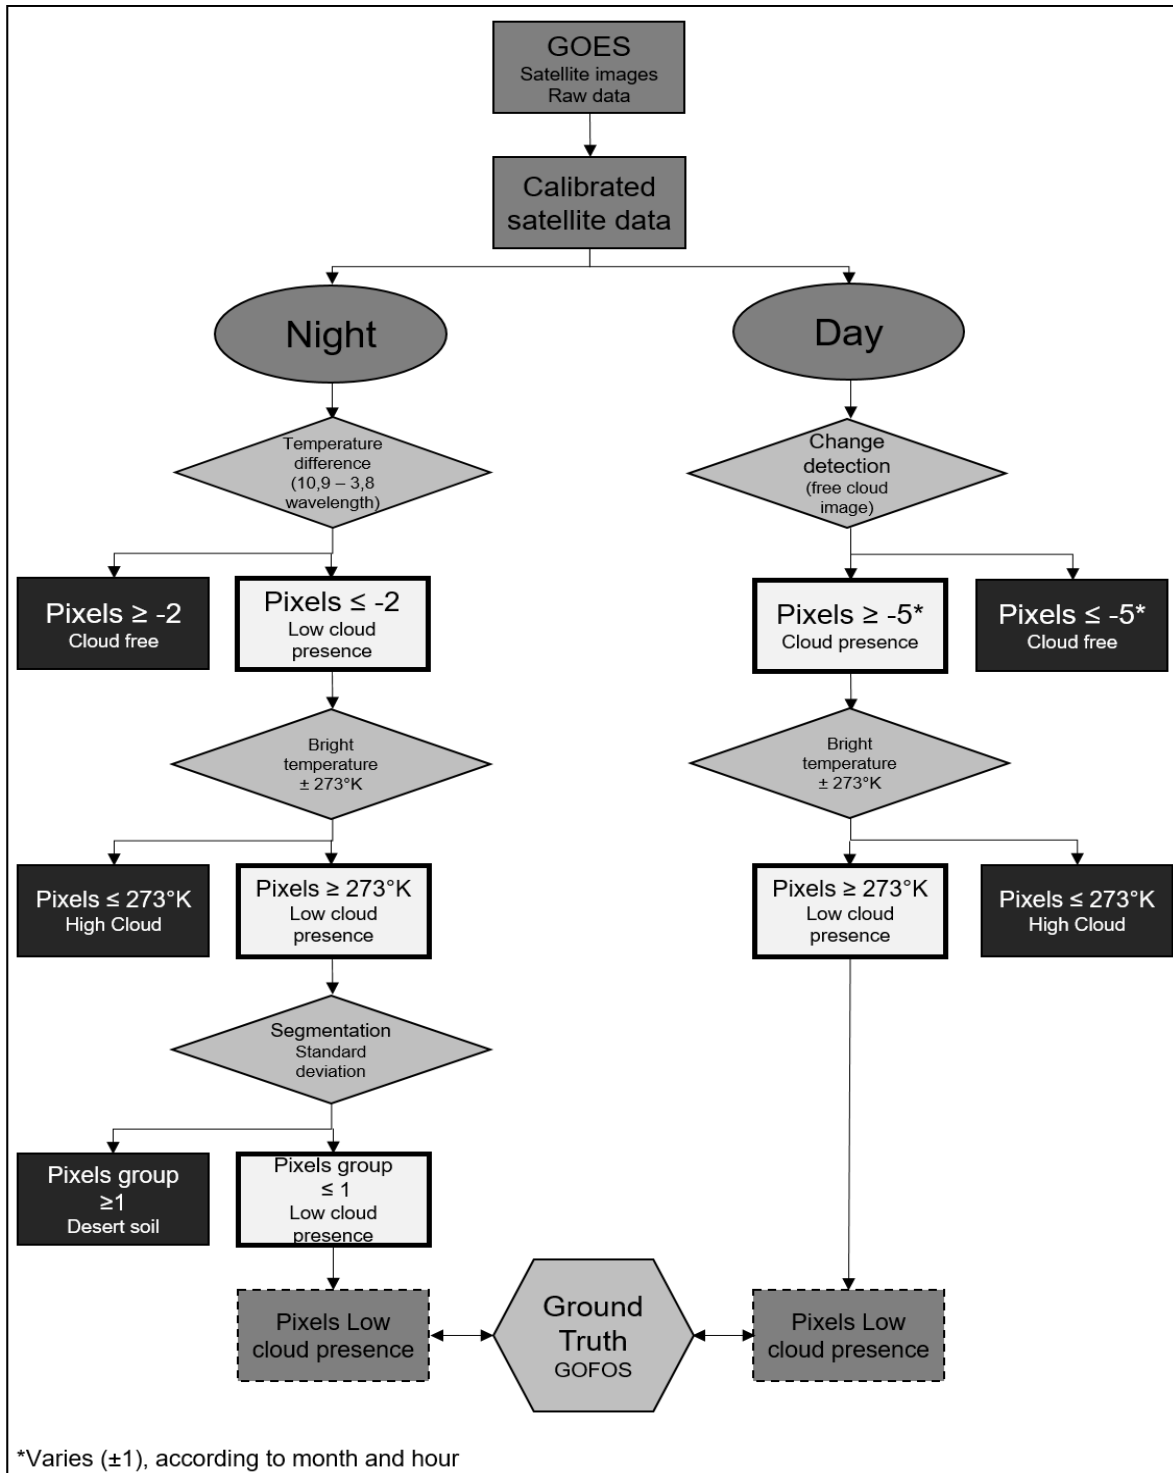 GOES
Satellite images
Raw data
Calibrated
satellite data
Night
Day
Temperature
difference
(10,9 – 3,8
wavelength)
Change
detection
(free cloud
image)
Pixels ≥ -2
Cloud free
Pixels ≤ -2
Low cloud
presence
Pixels ≥ -5*
Cloud presence
Pixels ≤ -5*
Cloud free
Bright
temperature
± 273°K
Bright
temperature
± 273°K
Pixels ≤ 273°K
High Cloud
Pixels ≥ 273°K
Low cloud
presence
Pixels ≥ 273°K
Low cloud
presence
Pixels ≤ 273°K
High Cloud
Segmentation
Standard
deviation
Pixels group
≥1
Desert soil
Pixels group
≤ 1
Low cloud
presence
Pixels Low
cloud presence
Ground
Truth
GOFOS
Pixels Low
cloud presence
*Varies (±1), according to month and hour